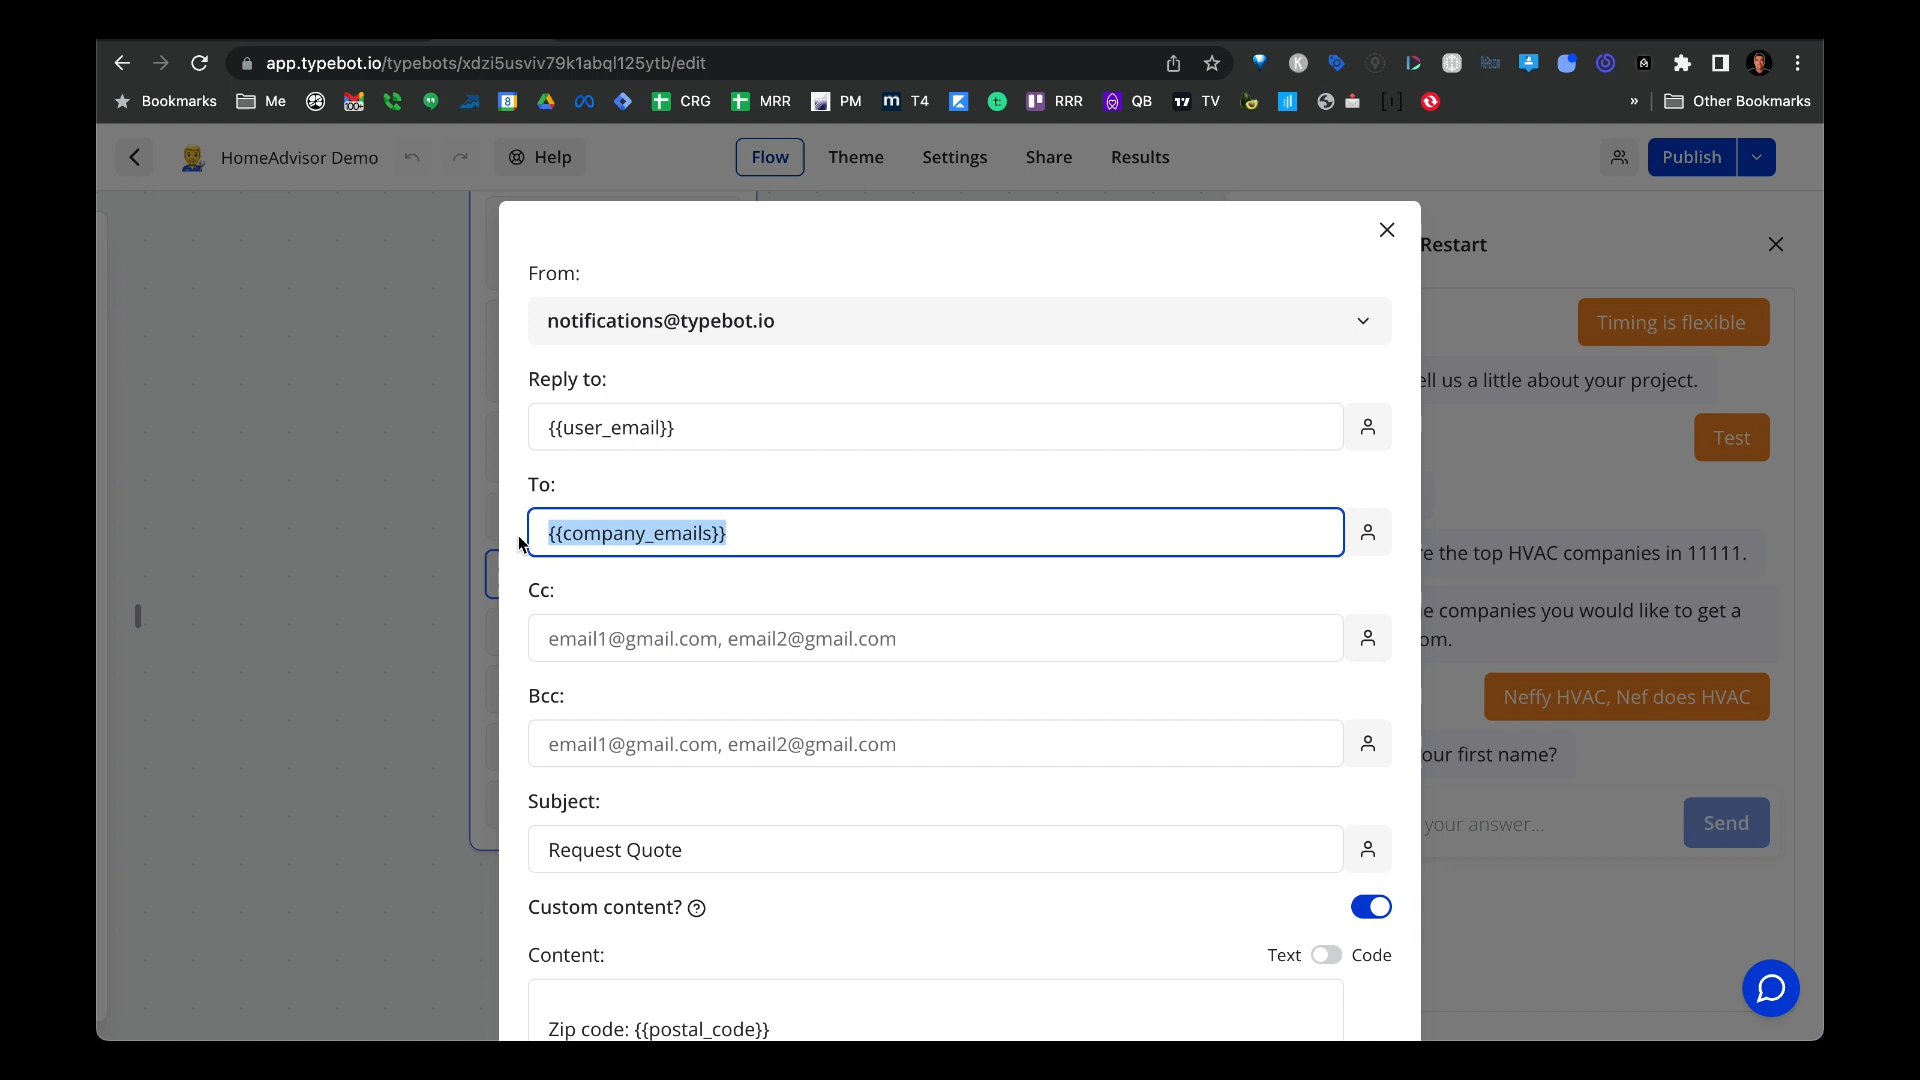 app.typebot.io/typebots/xdzi5usviv79k1abql125ytb/edit
Bookmarks Me CRG MRR PM T4 RRR QB TV » Other Bookmarks
HomeAdvisor Demo Help Flow Theme Settings Share Results Publish
Restart
From:
notifications@typebot.io
Timing is flexible
Reply to:
ell us a little about your project.
{{user_email}}
Test
To:
{{company_emails}}
e the top HVAC companies in 11111.
Cc:
e companies you would like to get a
om.
email1@gmail.com, email2@gmail.com
Bcc:
Neffy HVAC, Nef does HVAC
email1@gmail.com, email2@gmail.com
our first name?
Subject:
your answer...
Send
Request Quote
Custom content?
Content:
Text Code
Zip code: {{postal_code}}